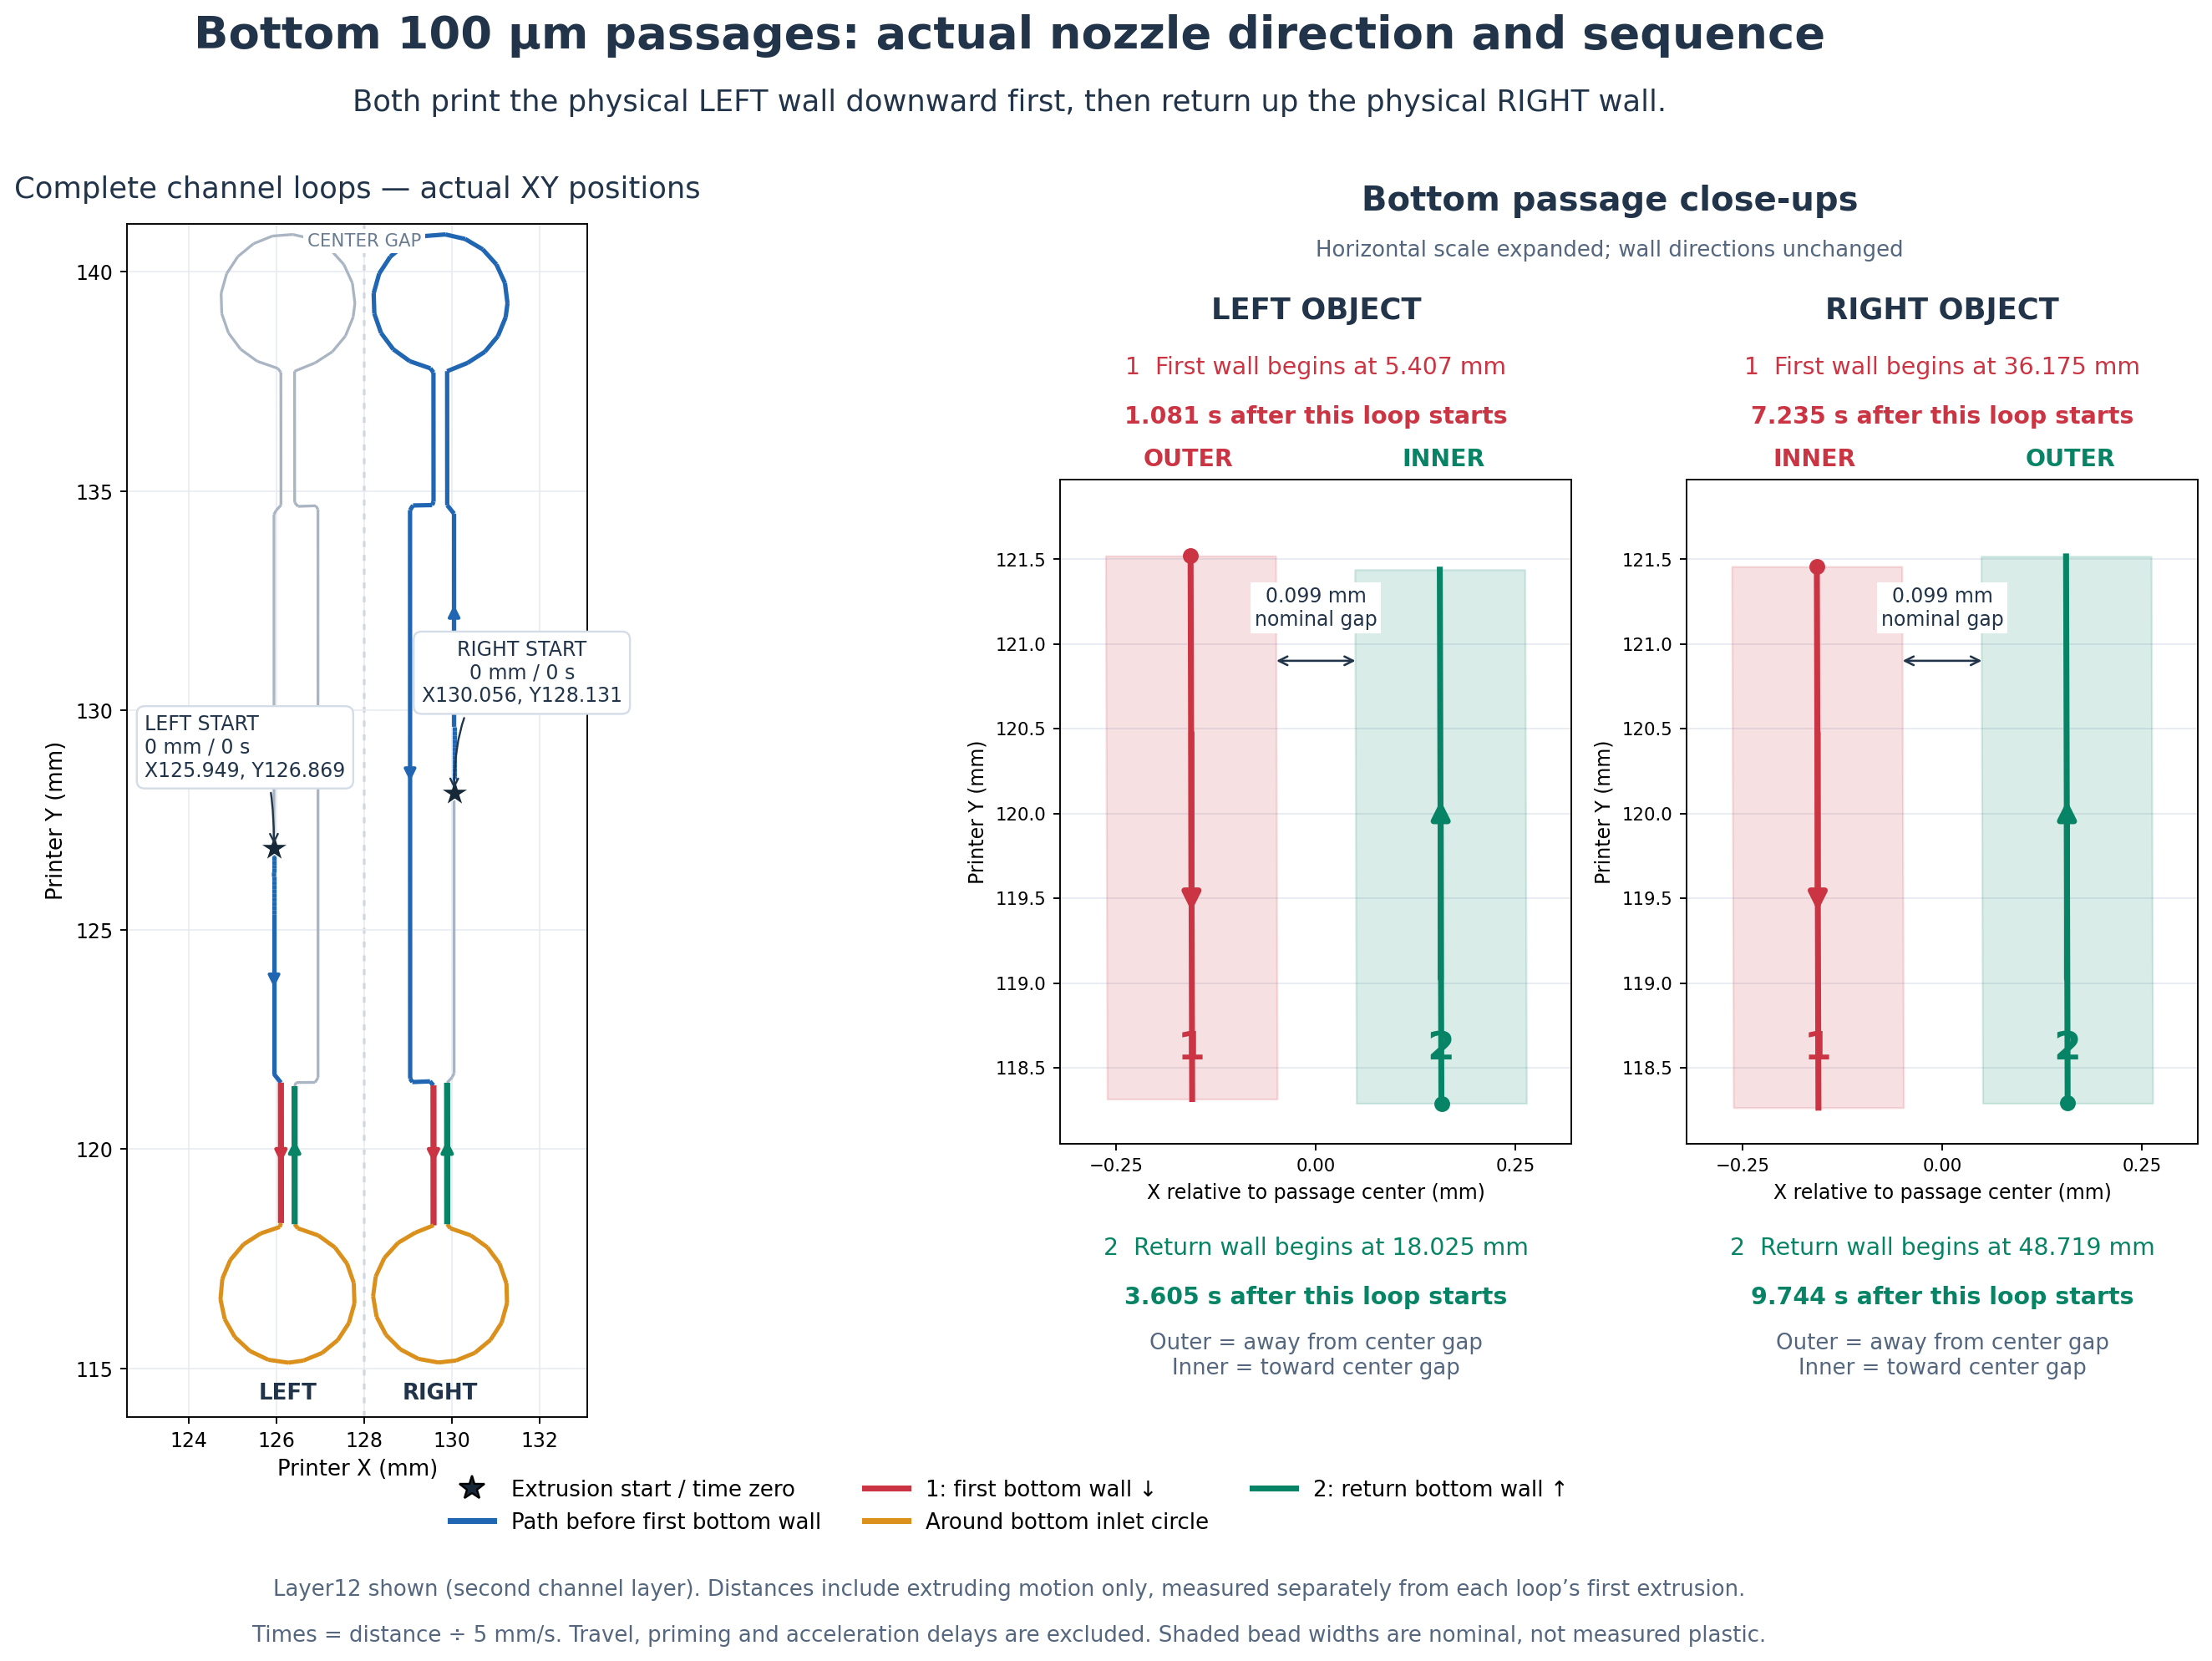 Bottom 100 µm passages: actual nozzle direction and sequence
Both print the physical LEFT wall downward first, then return up the physical RIGHT wall.
Complete channel loops — actual XY positions
CENTER GAP
140
135
130
125
120
115
Printer Y (mm)
RIGHT START
0 mm / 0 s
X130.056, Y128.131
LEFT START
0 mm / 0 s
X125.949, Y126.869
LEFT
RIGHT
124
126
128
130
132
Printer X (mm)
Bottom passage close-ups
Horizontal scale expanded; wall directions unchanged
LEFT OBJECT
1 First wall begins at 5.407 mm
1.081 s after this loop starts
OUTER
INNER
121.5
121.0
120.5
120.0
119.5
119.0
118.5
Printer Y (mm)
0.099 mm
nominal gap
1
2
−0.25
0.00
0.25
X relative to passage center (mm)
2 Return wall begins at 18.025 mm
3.605 s after this loop starts
Outer = away from center gap
Inner = toward center gap
RIGHT OBJECT
1 First wall begins at 36.175 mm
7.235 s after this loop starts
INNER
OUTER
121.5
121.0
120.5
120.0
119.5
119.0
118.5
Printer Y (mm)
0.099 mm
nominal gap
1
2
−0.25
0.00
0.25
X relative to passage center (mm)
2 Return wall begins at 48.719 mm
9.744 s after this loop starts
Outer = away from center gap
Inner = toward center gap
Extrusion start / time zero
Path before first bottom wall
1: first bottom wall ↓
Around bottom inlet circle
2: return bottom wall ↑
Layer12 shown (second channel layer). Distances include extruding motion only, measured separately from each loop’s first extrusion.
Times = distance ÷ 5 mm/s. Travel, priming and acceleration delays are excluded. Shaded bead widths are nominal, not measured plastic.